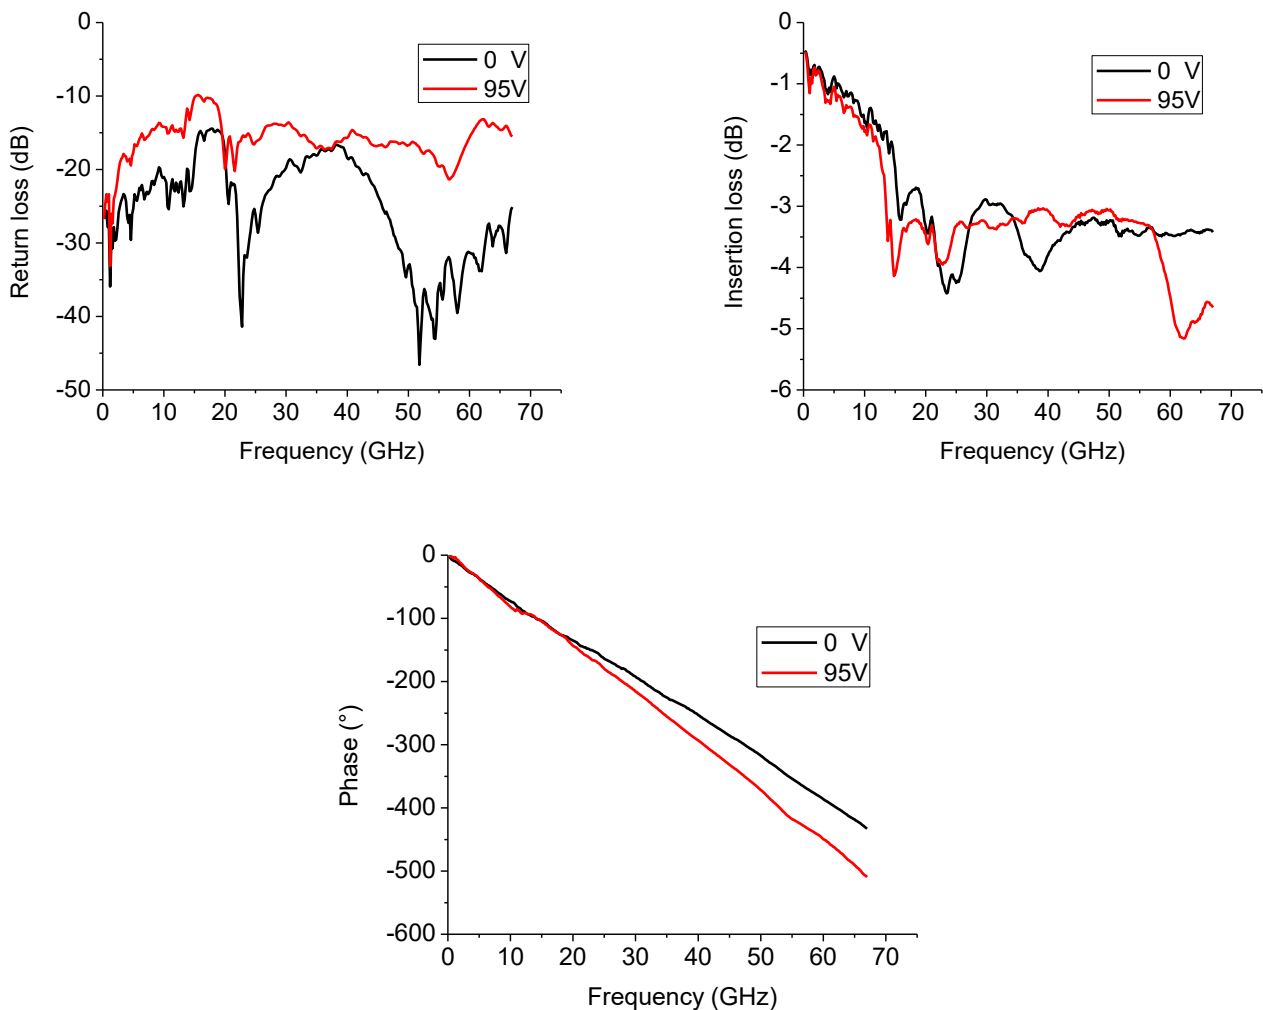 0
-10
-20
-30
-40
-50
0 10 20 30 40 50 60 70
Return loss (dB)
Frequency (GHz)
0 V
95V
0
-1
-2
-3
-4
-5
-6
0 10 20 30 40 50 60 70
Insertion loss (dB)
Frequency (GHz)
0 V
95V
0
-100
-200
-300
-400
-500
-600
0 10 20 30 40 50 60 70
Phase (°)
Frequency (GHz)
0 V
95V